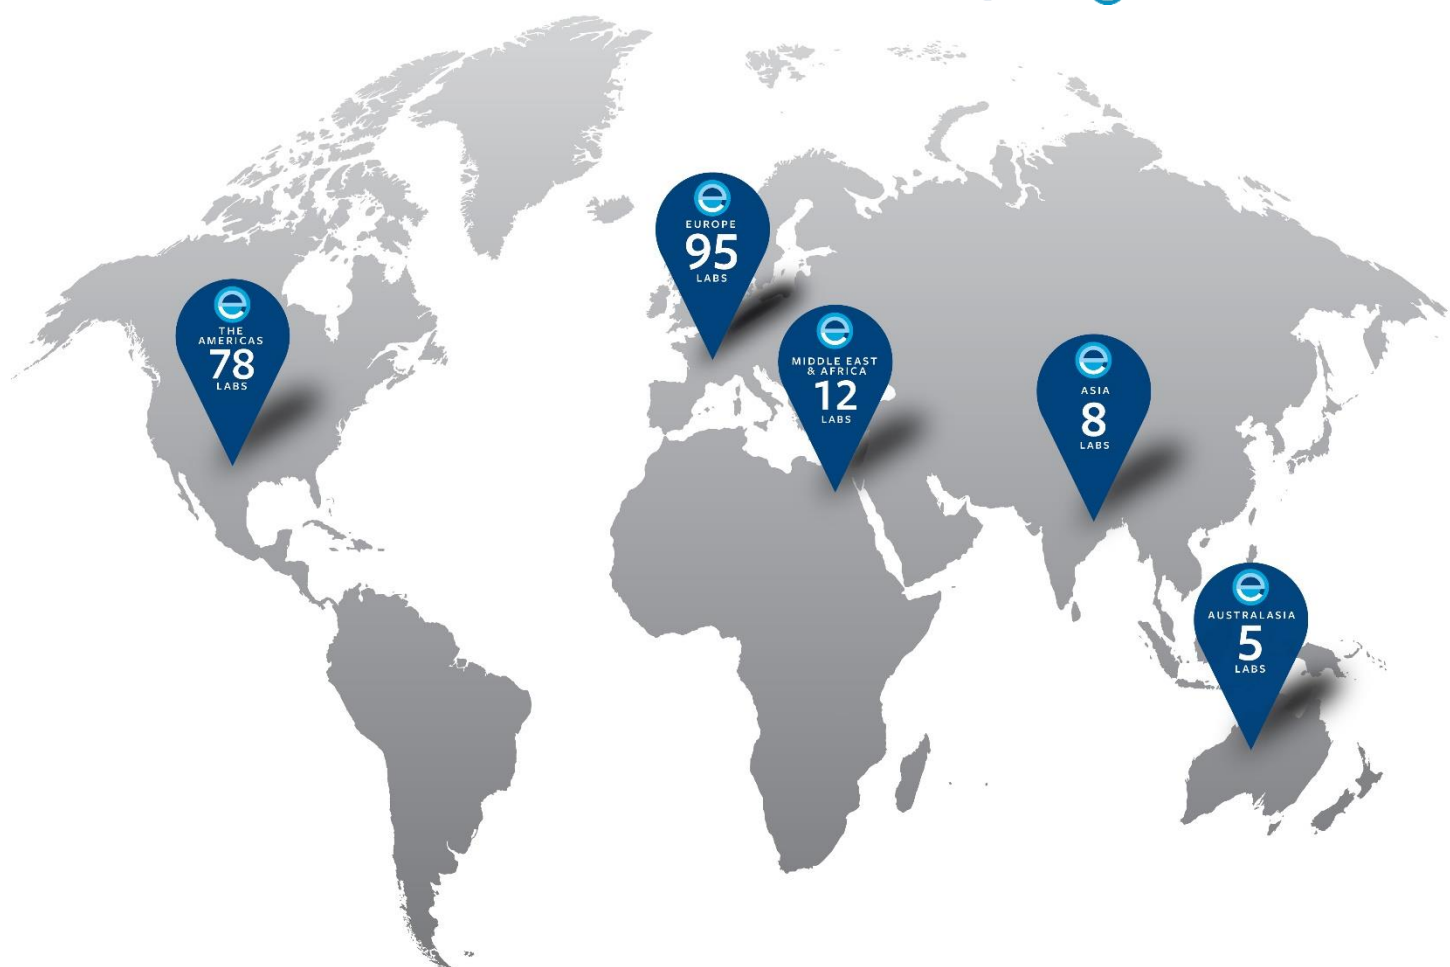 EUROPE
95
LABS
THE
AMERICAS
78
LABS
MIDDLE EAST
& AFRICA
12
LABS
ASIA
8
LABS
AUSTRALASIA
5
LABS